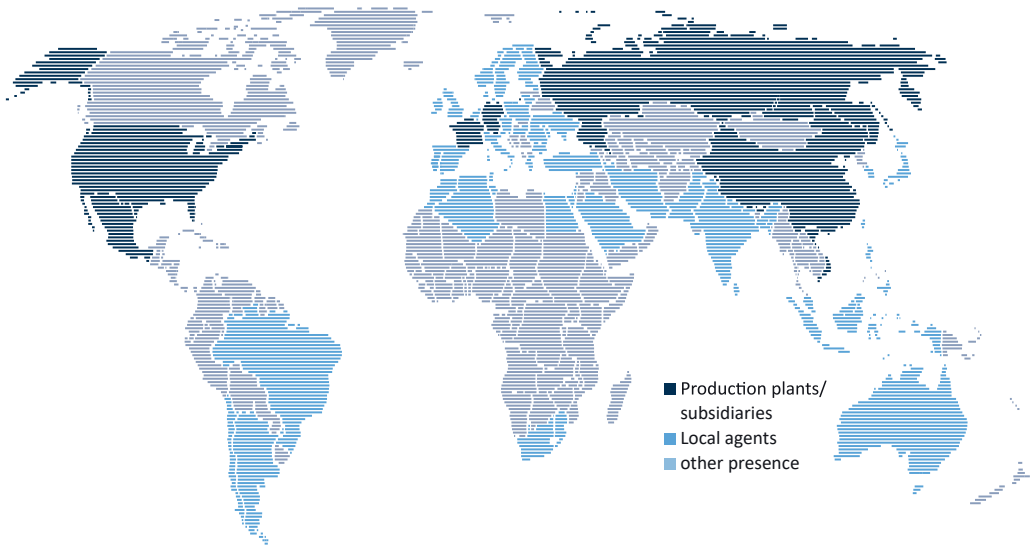 Production plants/
subsidiaries
Local agents
other presence